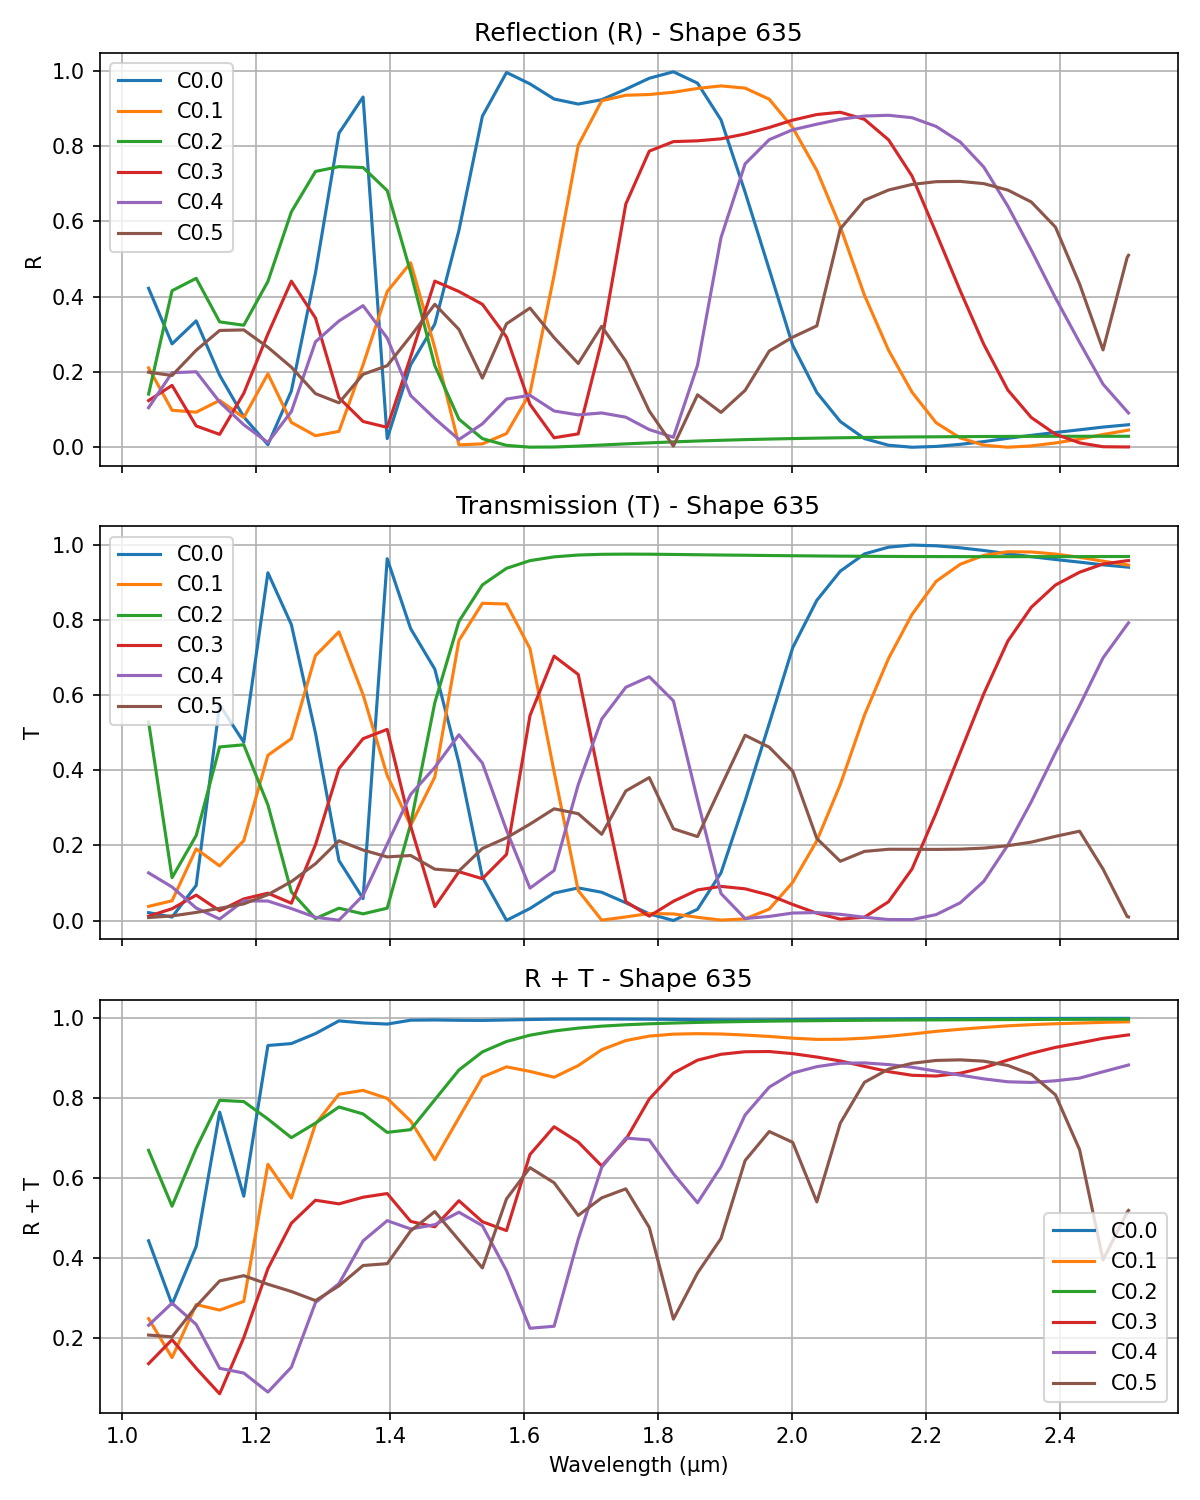 Reflection (R) - Shape 635
1.0
0.8
0.6
0.4
0.2
0.0
R
C0.0
C0.1
C0.2
C0.3
C0.4
C0.5
Transmission (T) - Shape 635
1.0
0.8
0.6
0.4
0.2
0.0
T
C0.0
C0.1
C0.2
C0.3
C0.4
C0.5
R + T - Shape 635
1.0
0.8
0.6
0.4
0.2
R + T
C0.0
C0.1
C0.2
C0.3
C0.4
C0.5
1.0 1.2 1.4 1.6 1.8 2.0 2.2 2.4
Wavelength (μm)